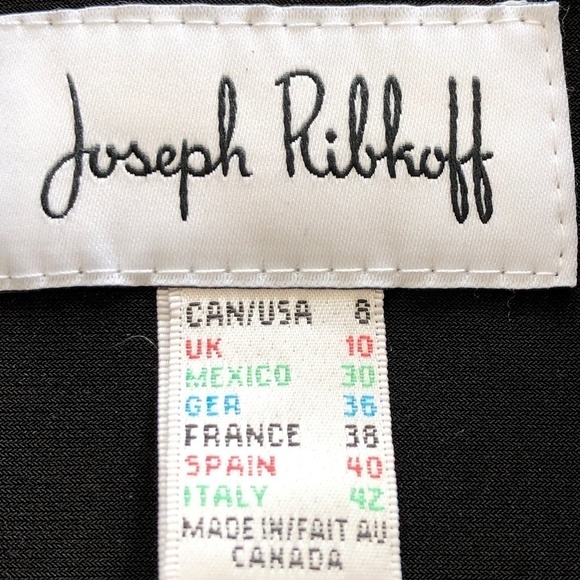 Joseph Ribkoff
CAN/USA 8
UK 10
MEXICO 30
GER 36
FRANCE 38
SPAIN 40
ITALY 42
MADE IN/FAIT AU
CANADA